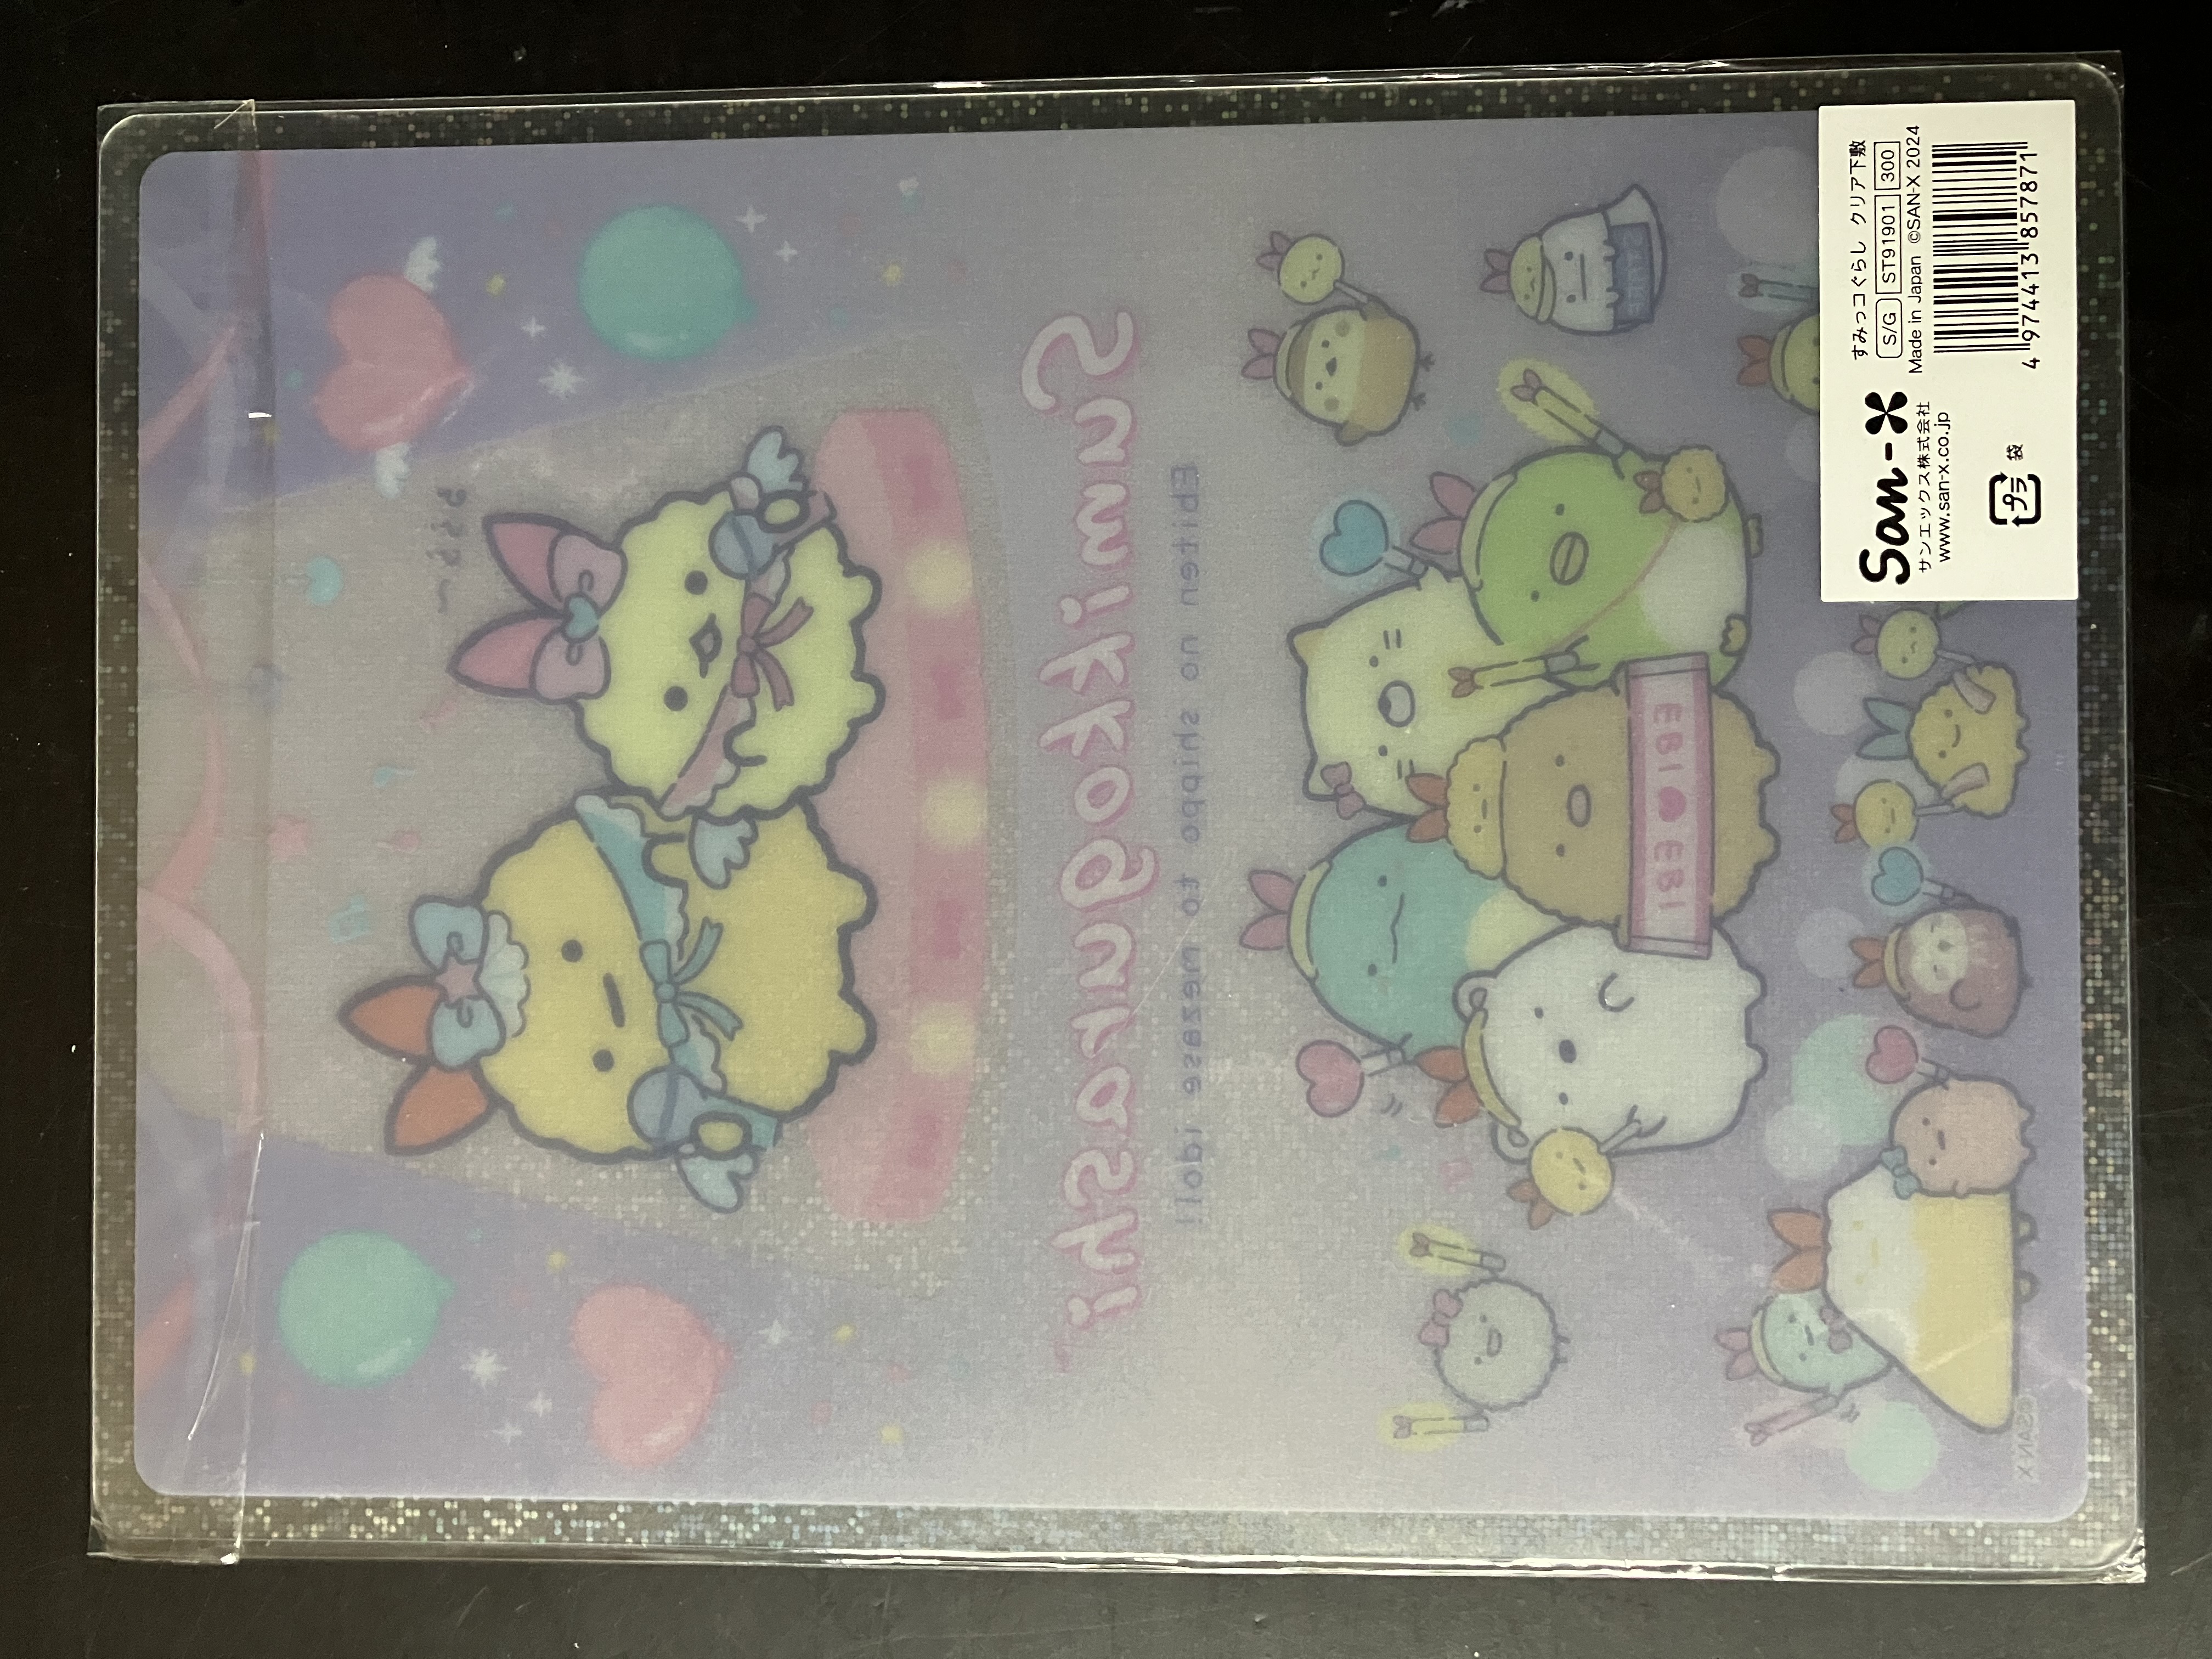 すみっコぐらし クリア下敷
S/G ST91901 300
Made in Japan ©SAN-X 2024
4 974413 857871
San-X
サンエックス株式会社
www.san-x.co.jp
プラ 袋
Sumikkogurashi
Ebiten no shippo to mezase idol!
EBI♥EBI
©SAN-X